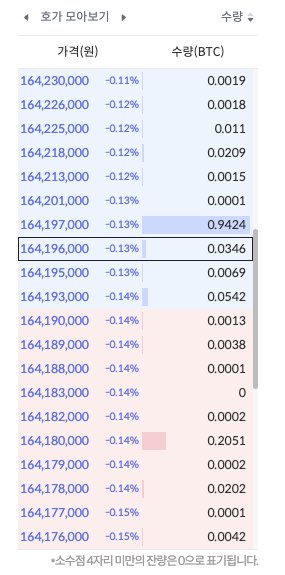 호가 모아보기 수량
가격(원) 수량(BTC)
164,230,000 -0.11% 0.0019
164,226,000 -0.12% 0.0018
164,225,000 -0.12% 0.011
164,218,000 -0.12% 0.0209
164,213,000 -0.12% 0.0015
164,201,000 -0.13% 0.0001
164,197,000 -0.13% 0.9424
164,196,000 -0.13% 0.0346
164,195,000 -0.13% 0.0069
164,193,000 -0.14% 0.0542
164,190,000 -0.14% 0.0013
164,189,000 -0.14% 0.0038
164,188,000 -0.14% 0.0001
164,183,000 -0.14% 0
164,182,000 -0.14% 0.0002
164,180,000 -0.14% 0.2051
164,179,000 -0.14% 0.0002
164,178,000 -0.14% 0.0202
164,177,000 -0.15% 0.0001
164,176,000 -0.15% 0.0042
•소수점 4자리 미만의 잔량은 0으로 표기됩니다.